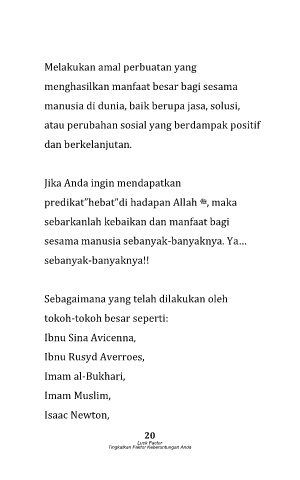 Melakukan amal perbuatan yang
menghasilkan manfaat besar bagi sesama
manusia di dunia, baik berupa jasa, solusi,
atau perubahan sosial yang berdampak positif
dan berkelanjutan.
Jika Anda ingin mendapatkan
predikat"hebat"di hadapan Allah ﷻ, maka
sebarkanlah kebaikan dan manfaat bagi
sesama manusia sebanyak-banyaknya. Ya...
sebanyak-banyaknya!!
Sebagaimana yang telah dilakukan oleh
tokoh-tokoh besar seperti:
Ibnu Sina Avicenna,
Ibnu Rusyd Averroes,
Imam al-Bukhari,
Imam Muslim,
Isaac Newton,
20
Luck Factor
Tingkatkan Faktor Keberuntungan Anda